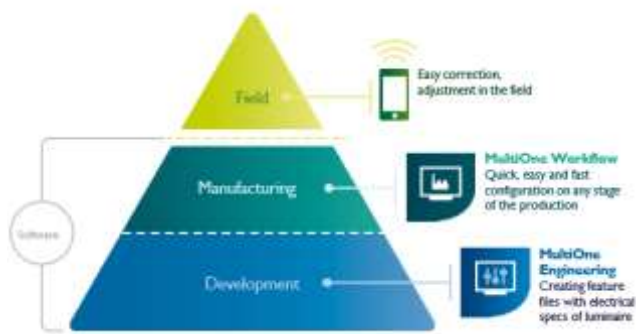 Field
Easy correction,
adjustment in the field
MultiOne Workflow
Quick, easy and fast
configuration on any stage
of the production
Manufacturing
Software
MultiOne
Engineering
Creating feature
files with electrical
specs of luminaire
Development